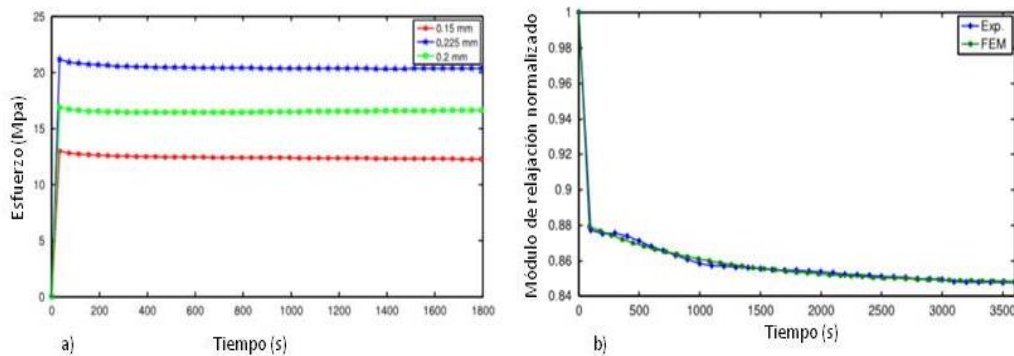 Esfuerzo (Mpa)
25
20
15
10
5
0
0.15 mm
0,225 mm
0.2 mm
0 200 400 600 800 1000 1200 1400 1600 1800
a) Tiempo (s)
Módulo de relajación normalizado
1
0.98
0.96
0.94
0.92
0.9
0.88
0.86
0.84
Exp.
FEM
0 500 1000 1500 2000 2500 3000 3500
b) Tiempo (s)